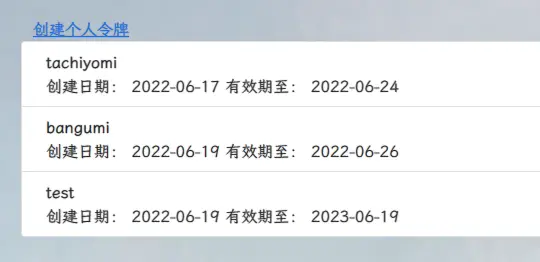 创建个人令牌
tachiyomi
创建日期： 2022-06-17 有效期至： 2022-06-24
bangumi
创建日期： 2022-06-19 有效期至： 2022-06-26
test
创建日期： 2022-06-19 有效期至： 2023-06-19